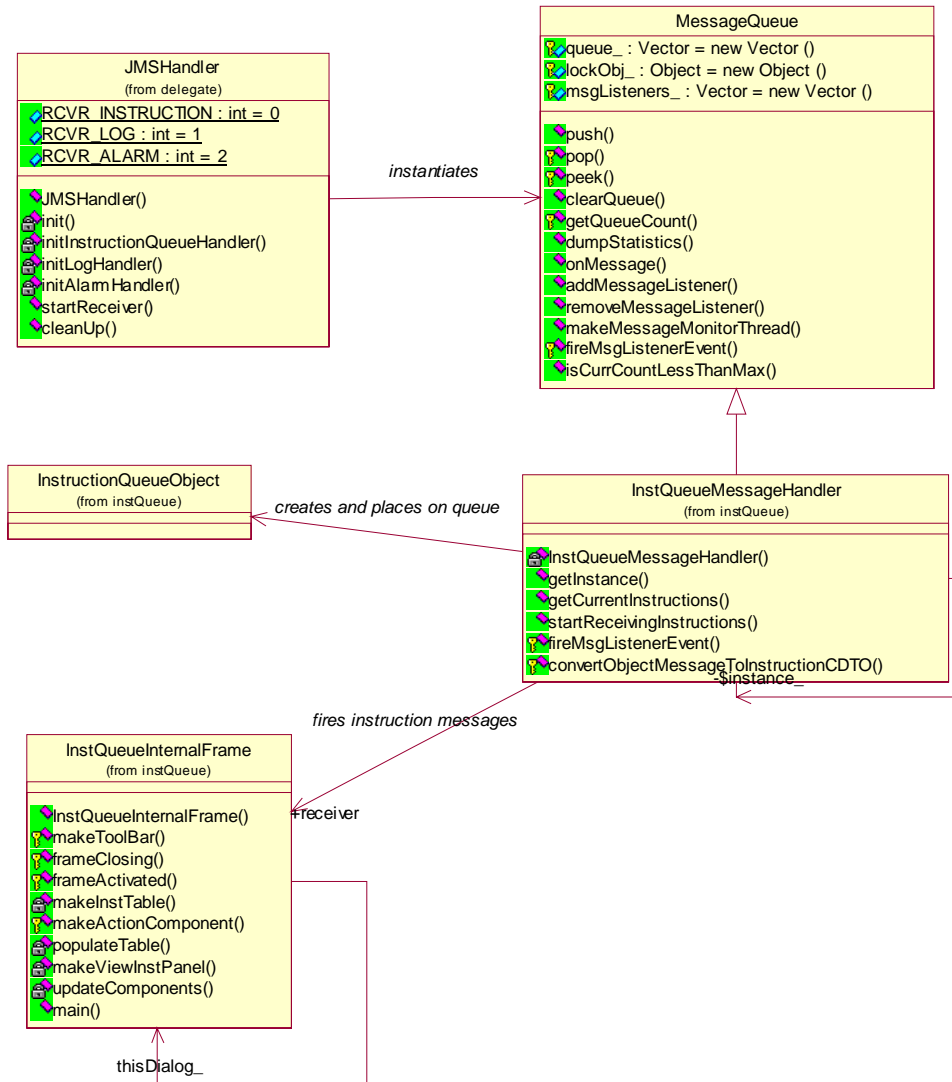 MessageQueue
queue_ : Vector = new Vector ()
lockObj_ : Object = new Object ()
msgListeners_ : Vector = new Vector ()
push()
pop()
peek()
clearQueue()
getQueueCount()
dumpStatistics()
onMessage()
addMessageListener()
removeMessageListener()
makeMessageMonitorThread()
fireMsgListenerEvent()
isCurrCountLessThanMax()
JMSHandler
(from delegate)
RCVR_INSTRUCTION : int = 0
RCVR_LOG : int = 1
RCVR_ALARM : int = 2
JMSHandler()
init()
initInstructionQueueHandler()
initLogHandler()
initAlarmHandler()
startReceiver()
cleanUp()
instantiates
InstructionQueueObject
(from instQueue)
creates and places on queue
InstQueueMessageHandler
(from instQueue)
InstQueueMessageHandler()
getInstance()
getCurrentInstructions()
startReceivingInstructions()
fireMsgListenerEvent()
convertObjectMessageToInstructionCDTO()
-$instance_
fires instruction messages
+receiver
InstQueueInternalFrame
(from instQueue)
InstQueueInternalFrame()
makeToolBar()
frameClosing()
frameActivated()
makeInstTable()
makeActionComponent()
populateTable()
makeViewInstPanel()
updateComponents()
main()
thisDialog_